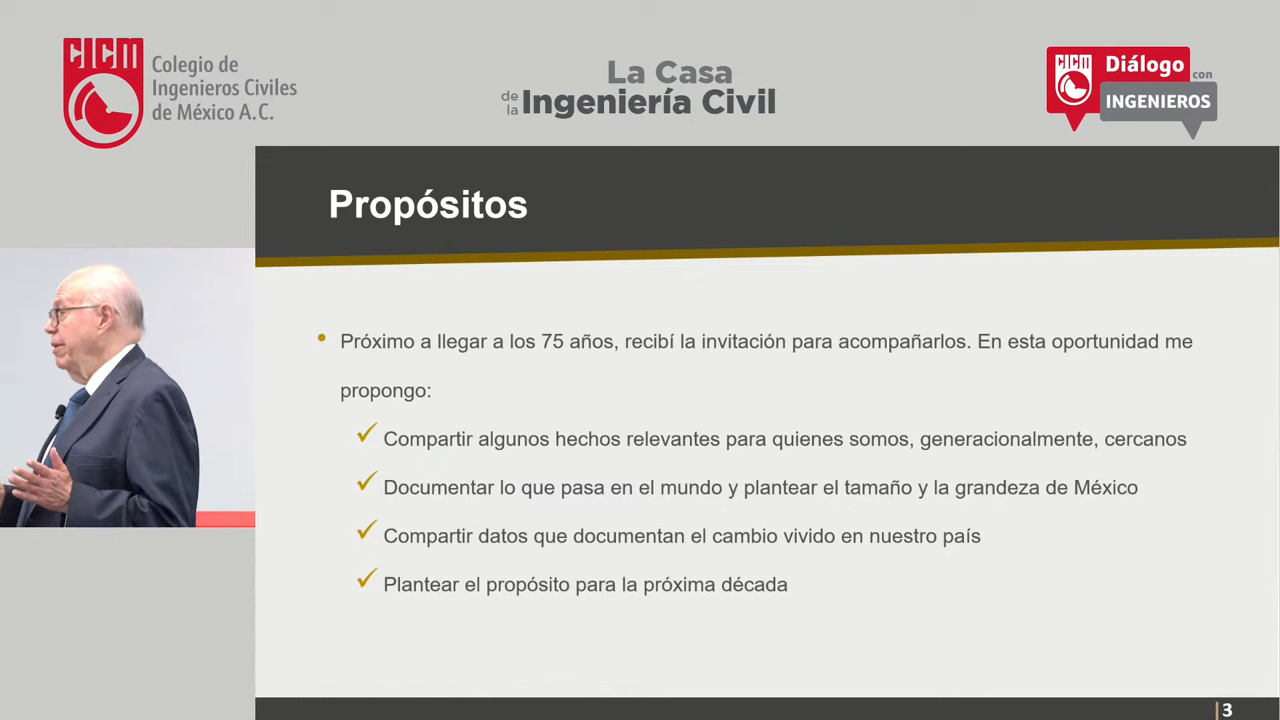 CICM
Colegio de
Ingenieros Civiles
de México A.C.
La Casa
de la Ingeniería Civil
CICM
Diálogo con
INGENIEROS
Propósitos
• Próximo a llegar a los 75 años, recibí la invitación para acompañarlos. En esta oportunidad me
propongo:
✓ Compartir algunos hechos relevantes para quienes somos, generacionalmente, cercanos
✓ Documentar lo que pasa en el mundo y plantear el tamaño y la grandeza de México
✓ Compartir datos que documentan el cambio vivido en nuestro país
✓ Plantear el propósito para la próxima década
|3